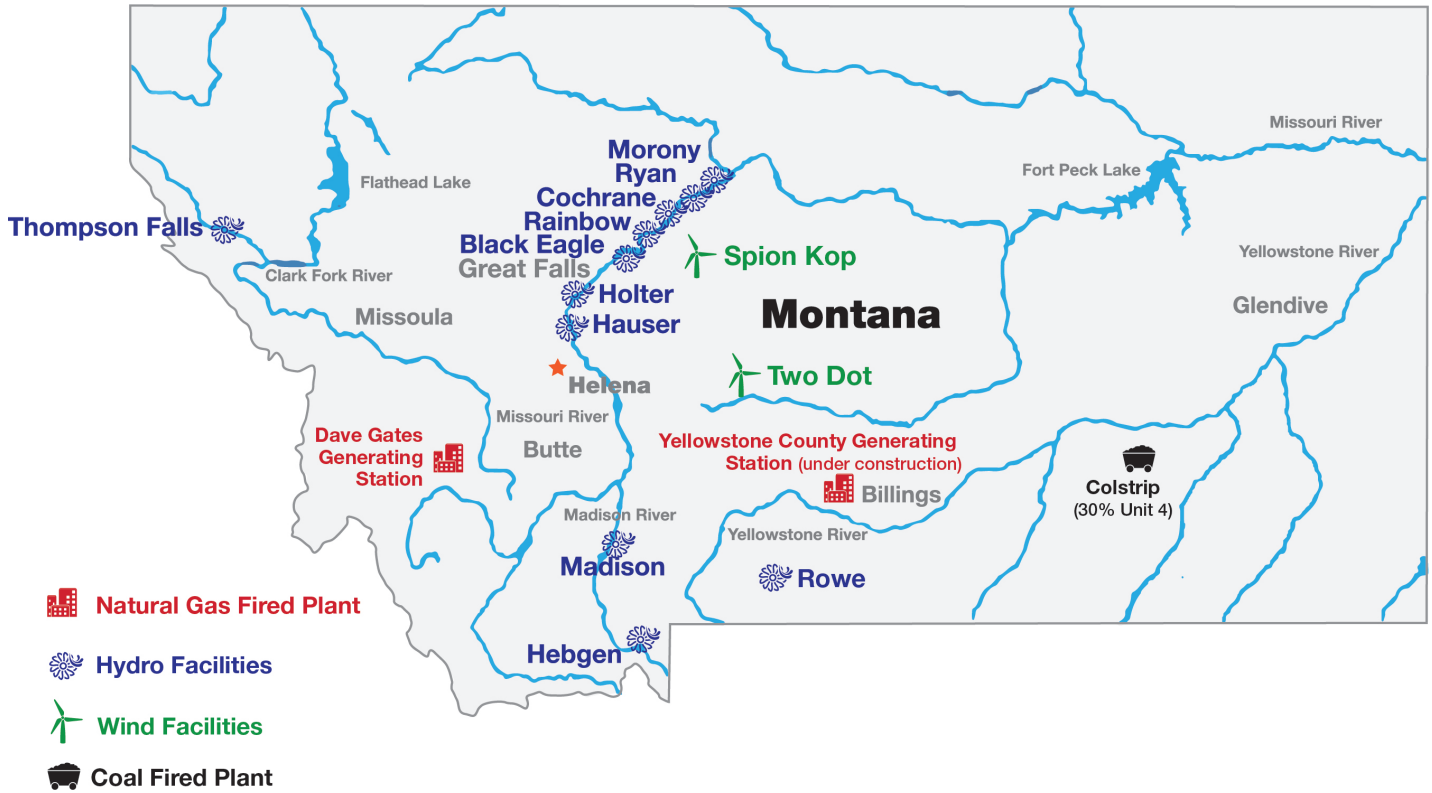 Missouri River
Morony
Ryan
Fort Peck Lake
Flathead Lake
Cochrane
Rainbow
Thompson Falls
Black Eagle
Great Falls
Spion Kop
Yellowstone River
Clark Fork River
Holter
Glendive
Missoula
Hauser
Montana
Helena
Two Dot
Missouri River
Dave Gates
Generating
Station
Butte
Yellowstone County Generating
Station (under construction)
Billings
Colstrip
(30% Unit 4)
Madison River
Yellowstone River
Madison
Rowe
Hebgen
Natural Gas Fired Plant
Hydro Facilities
Wind Facilities
Coal Fired Plant